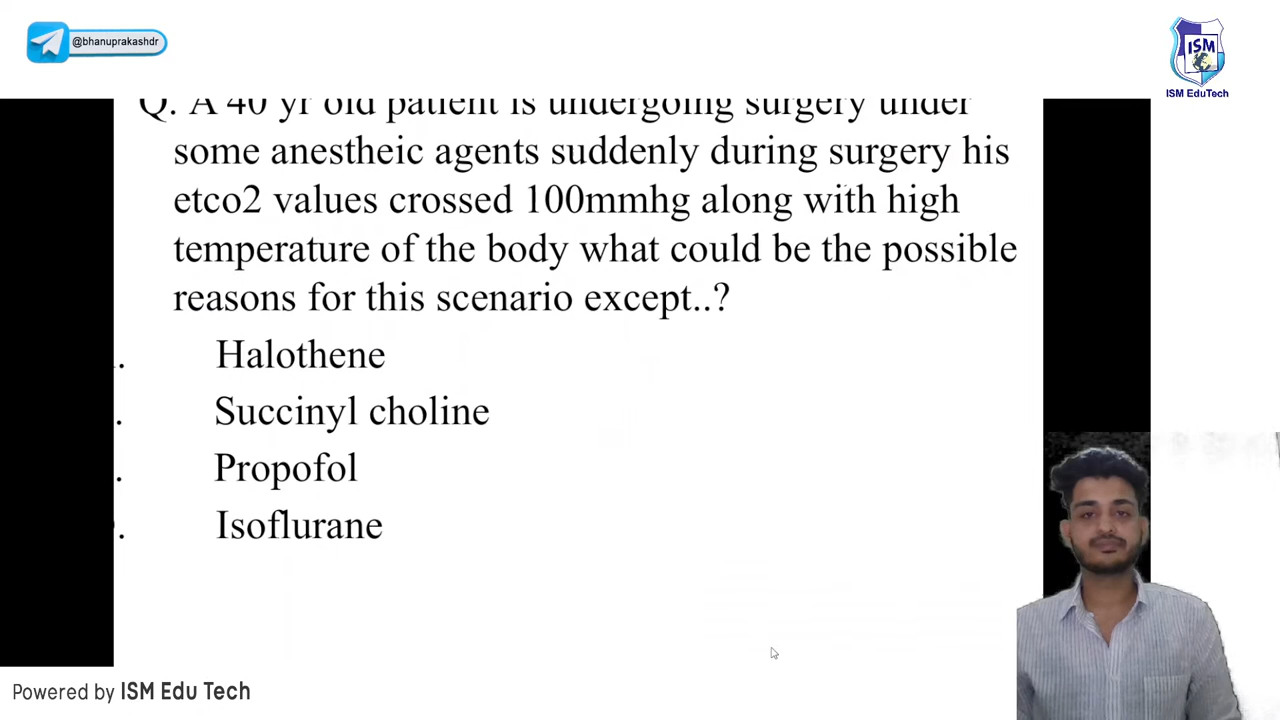 @bhanuprakashdr
ISM
ISM EduTech
Q. A 40 yr old patient is undergoing surgery under
some anestheic agents suddenly during surgery his
etco2 values crossed 100mmhg along with high
temperature of the body what could be the possible
reasons for this scenario except..?
Halothene
Succinyl choline
Propofol
Isoflurane
Powered by ISM Edu Tech